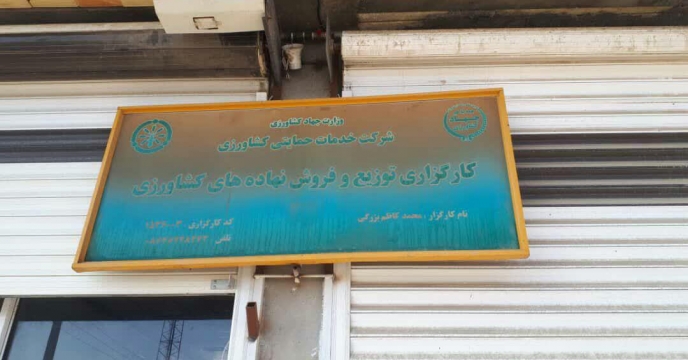 وزارت جهاد کشاورزی
شرکت خدمات حمایتی کشاورزی
کارگزاری توزیع و فروش نهاده های کشاورزی
نام کارگزار : محمد کاظم بزرگی
کد کارگزاری
تلفن